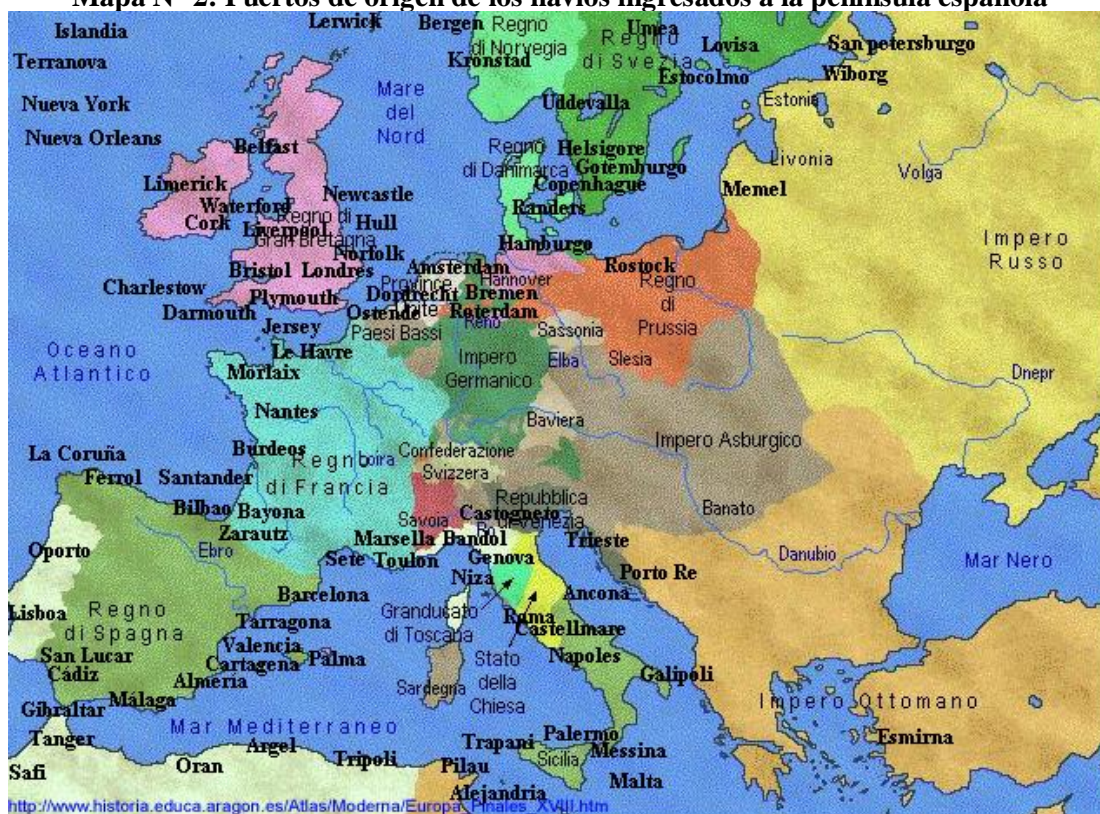 Mapa N° 2: Puertos de origen de los navíos ingresados a la península española
Islandia
Lerwick
Bergen
Regno
di Norvegia
Kronstad
Regno
di Svezia
Umea
Lovisa
San petersburgo
Terranova
Estocolmo
Wiborg
Nueva York
Mare
del
Nord
Uddevalla
Estonia
Nueva Orleans
Belfast
Regno
di Danimarca
Helsigore
Gotemburgo
Livonia
Volga
Copenhague
Memel
Limerick
Waterford
Newcastle
Randers
Cork
Liverpool
Regno di
Gran Bretagna
Hull
Norfolk
Hamburgo
Impero
Russo
Bristol
Londres
Amsterdam
Hannover
Rostock
Regno
di
Prussia
Charlestow
Province
Unite
Dordrecht
Bremen
Plymouth
Darmouth
Ostende
Roterdam
Reno
Jersey
Paesi Bassi
Sassonia
Oceano
Atlantico
Le Havre
Impero
Germanico
Elba
Slesia
Morlaix
Dnepr
Nantes
Baviera
Burdeos
Regno
di Francia
Loira
Confederazione
Svizzera
Impero Asburgico
La Coruña
Ferrol
Santander
Repubblica
di Venezia
Bilbao
Bayona
Castogneto
Banato
Zarautz
Savoia
Po
Marsella
Bandol
Trieste
Oporto
Ebro
Sete
Toulon
Genova
Danubio
Mar Nero
Niza
Porto Re
Barcelona
Ancona
Lisboa
Regno
di Spagna
Granducato
di Toscana
Roma
Tarragona
Castellmare
San Lucar
Valencia
Palma
Stato
della
Chiesa
Napoles
Cádiz
Cartagena
Almeria
Sardegna
Galipoli
Málaga
Gibraltar
Mar Mediterraneo
Impero Ottomano
Tanger
Argel
Trapani
Palermo
Messina
Esmirna
Safi
Oran
Tripoli
Pilau
Sicilia
Malta
Alejandria
http://www.historia.educa.aragon.es/Atlas/Moderna/Europa_Finales_XVIII.htm